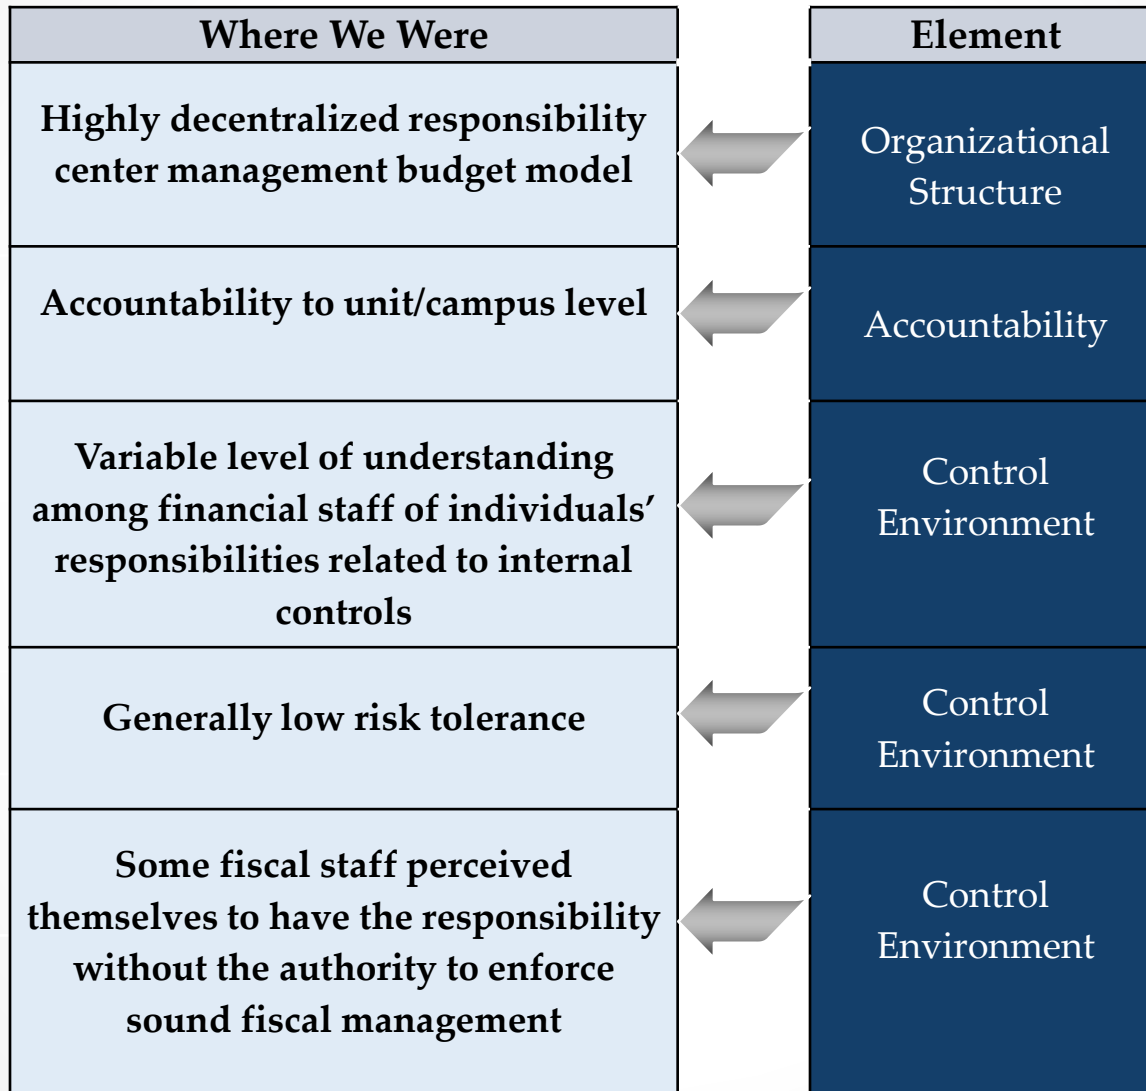 Where We Were
Element
Highly decentralized responsibility
center management budget model
Organizational
Structure
Accountability to unit/campus level
Accountability
Variable level of understanding
among financial staff of individuals’
responsibilities related to internal
controls
Control
Environment
Generally low risk tolerance
Control
Environment
Some fiscal staff perceived
themselves to have the responsibility
without the authority to enforce
sound fiscal management
Control
Environment